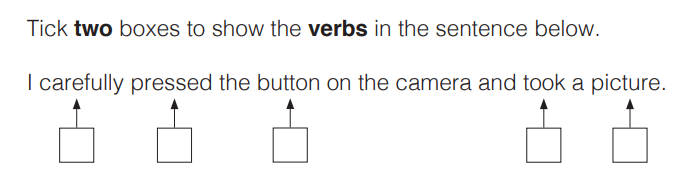 Tick two boxes to show the verbs in the sentence below.
I carefully pressed the button on the camera and took a picture.